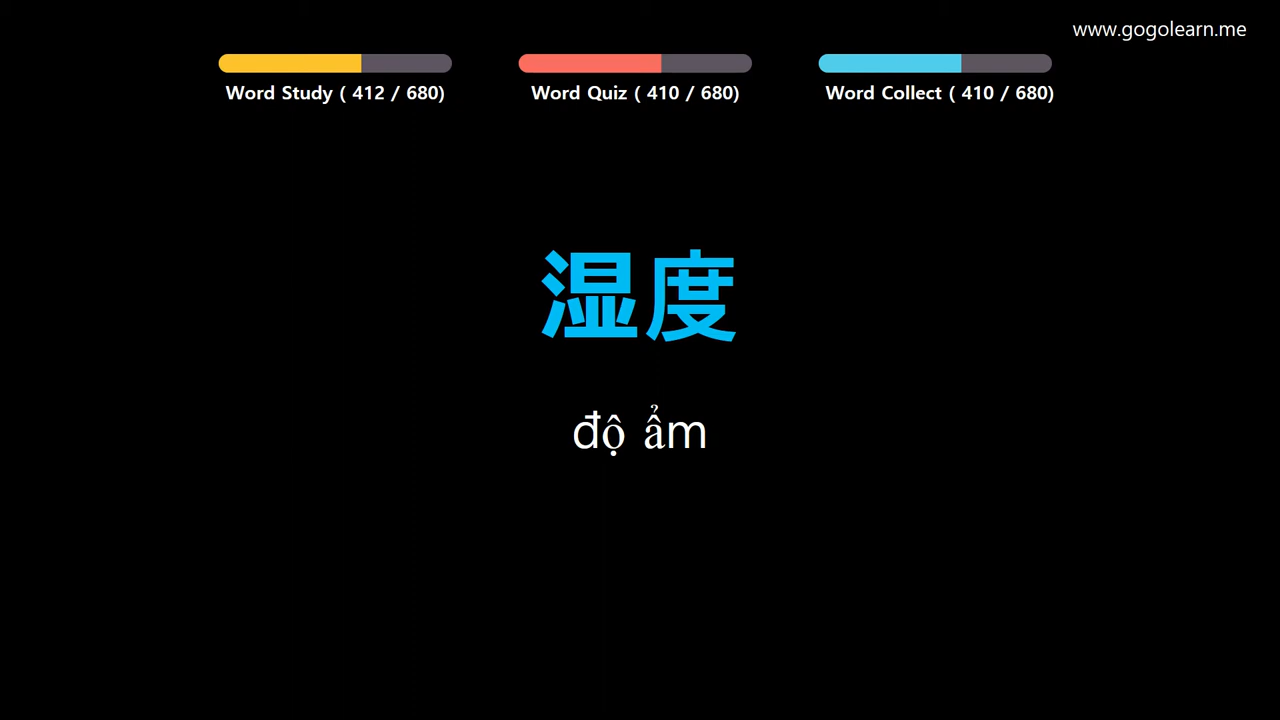 www.gogolearn.me
Word Study ( 412 / 680)
Word Quiz ( 410 / 680)
Word Collect ( 410 / 680)
湿度
độ ẩm